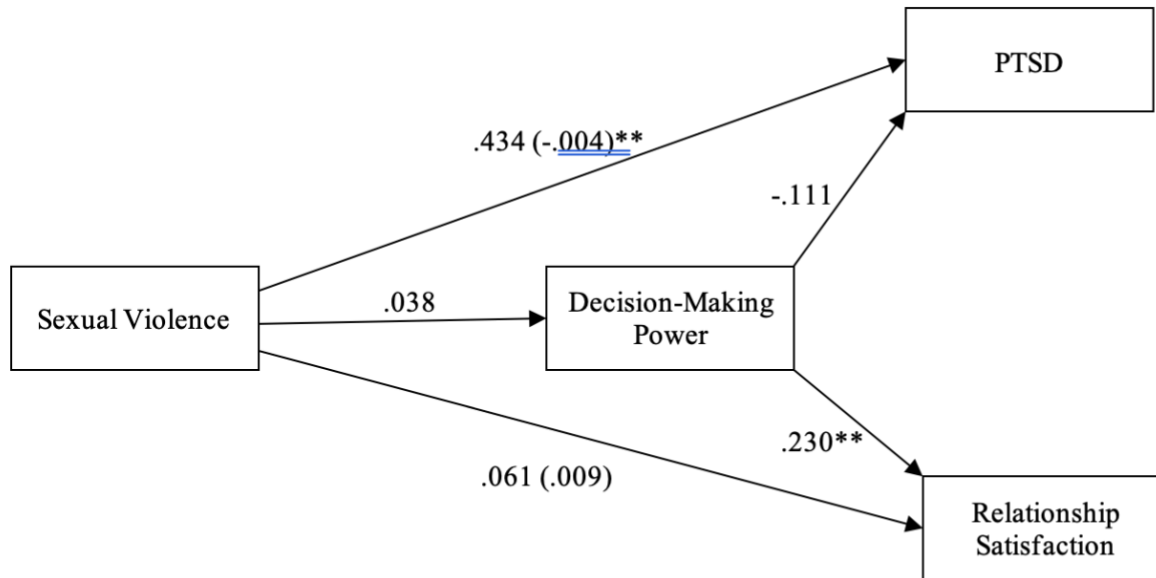 PTSD
.434 (-.004)**
-.111
Sexual Violence
.038
Decision-Making
Power
.230**
.061 (.009)
Relationship
Satisfaction